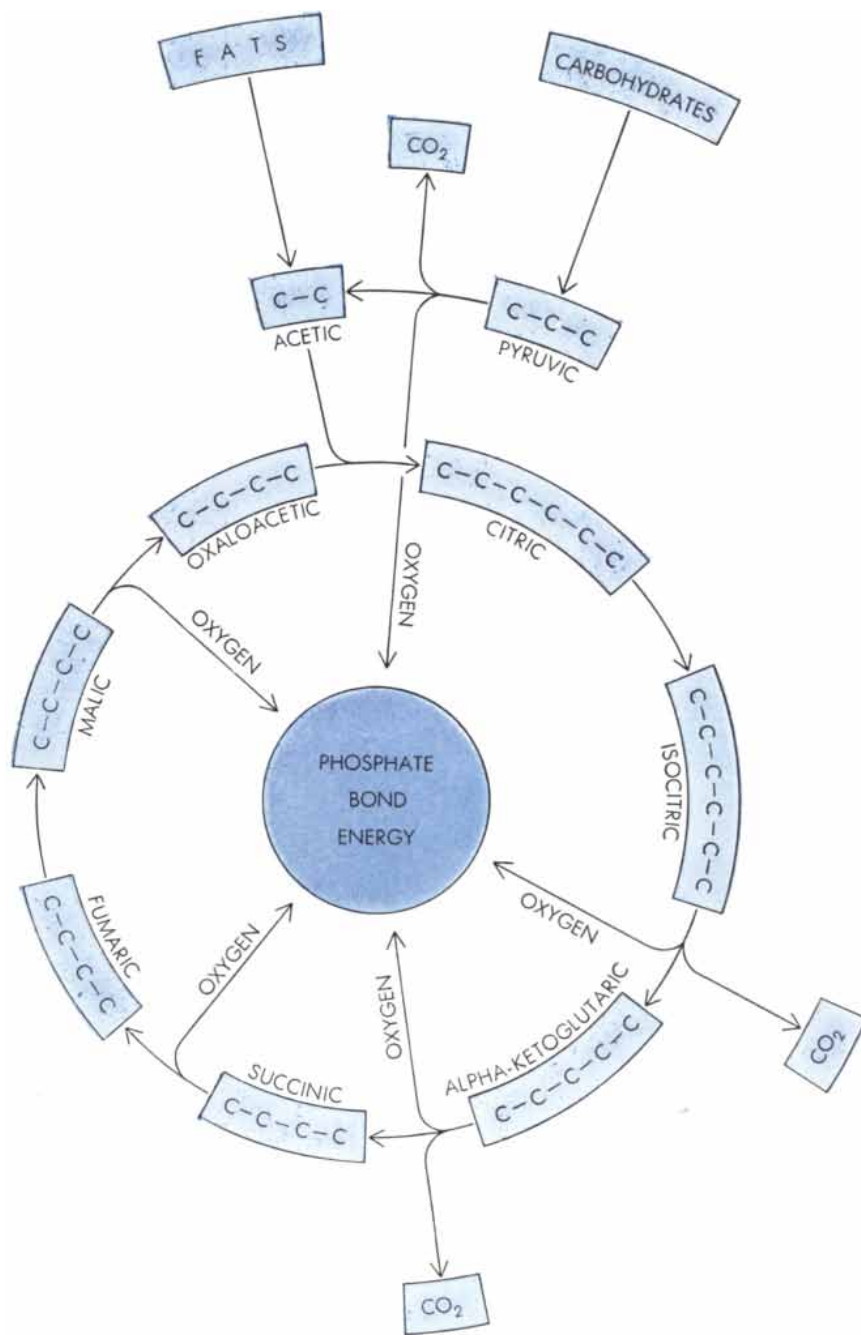 FATS
CARBOHYDRATES
CO₂
C–C
ACETIC
C–C–C
PYRUVIC
C–C–C–C
OXALOACETIC
C–C–C–C–C–C
CITRIC
OXYGEN
OXYGEN
C–C–C–C
MALIC
C–C–C–C–C–C
ISOCITRIC
PHOSPHATE
BOND
ENERGY
C–C–C–C
FUMARIC
OXYGEN
OXYGEN
OXYGEN
CO₂
ALPHA-KETOGLUTARIC
C–C–C–C–C
SUCCINIC
C–C–C–C
CO₂